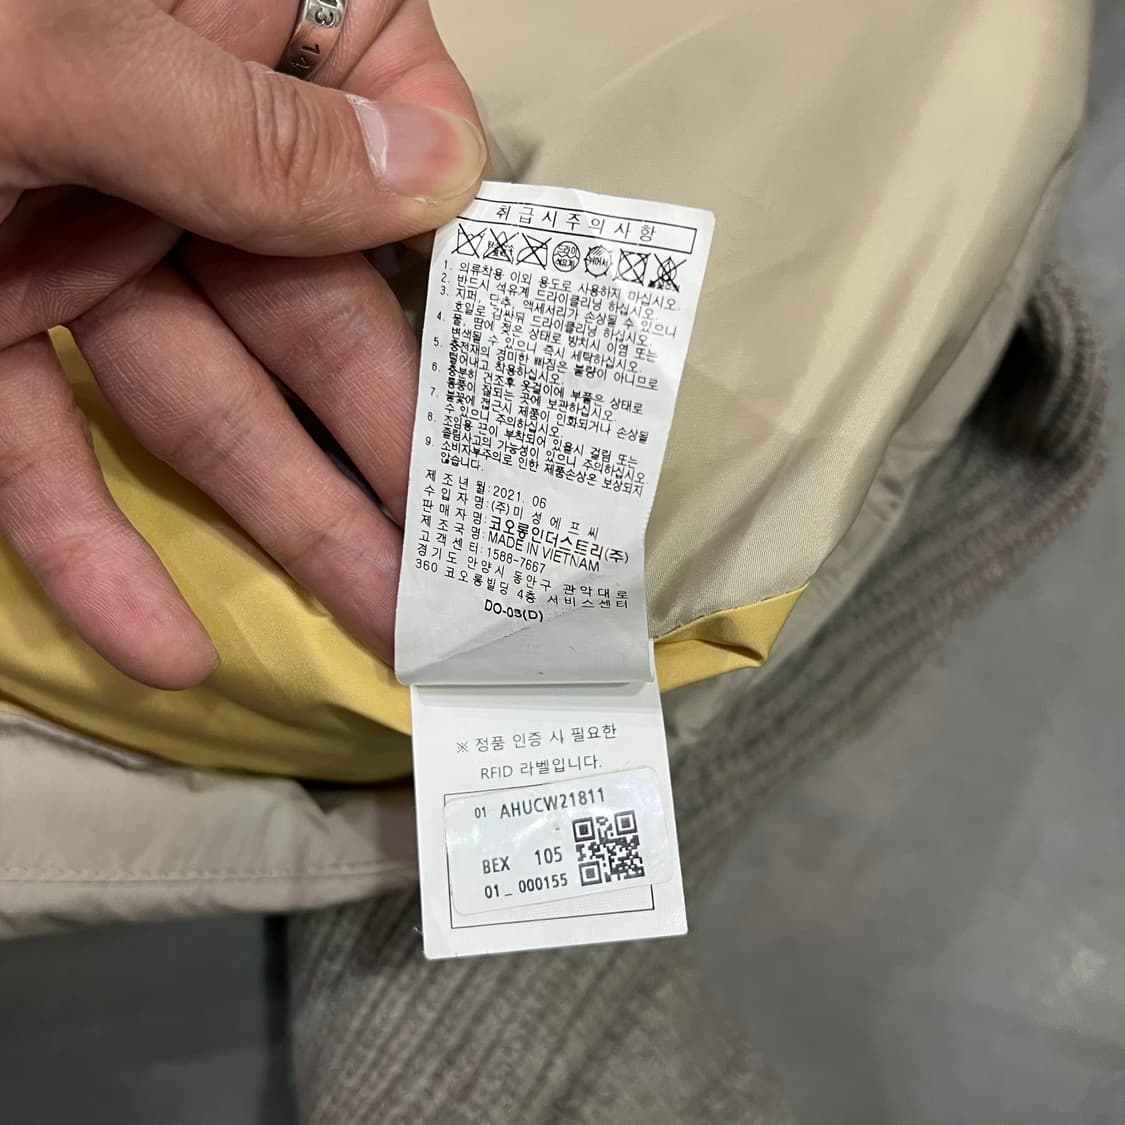 13 14
취급시주의사항
드라이
석유계
1. 의류착용 이외 용도로 사용하지 마십시오.
2. 반드시 석유계 드라이클리닝 하십시오.
3. 지퍼, 단추, 액세서리가 손상될 수 있으니
호일로 감싼뒤 드라이클리닝 하십시오.
4. 물, 면에 젖은 상태로 방치시 이염 또는
변색될 수 있으니 즉시 세탁하십시오.
5. 충전재의 경미한 빠짐은 불량이 아니므로
털어내고 착용하십시오.
6. 충분히 건조후 옷걸이에 부풀은 상태로
통풍이 잘되는 곳에 보관하십시오.
7. 불꽃에 접근시 제품이 인화되거나 손상될
수 있으니 주의하십시오.
8. 조임용 끈이 부착되어 있을시 걸림 또는
졸림사고의 가능성이 있으니 주의하십시오.
9. 소비자부주의로 인한 제품손상은 보상되지
않습니다.
제조년월:2021. 06
수입자명:(주)미성에프씨
판매자명:코오롱인더스트리(주)
제조국명:MADE IN VIETNAM
고객센터:1588-7667
경기도 안양시 동안구 관악대로
360 코오롱빌딩 4층 서비스센터
DO-03(D)
※ 정품 인증 시 필요한
RFID 라벨입니다.
01 AHUCW21811
BEX 105
01_000155